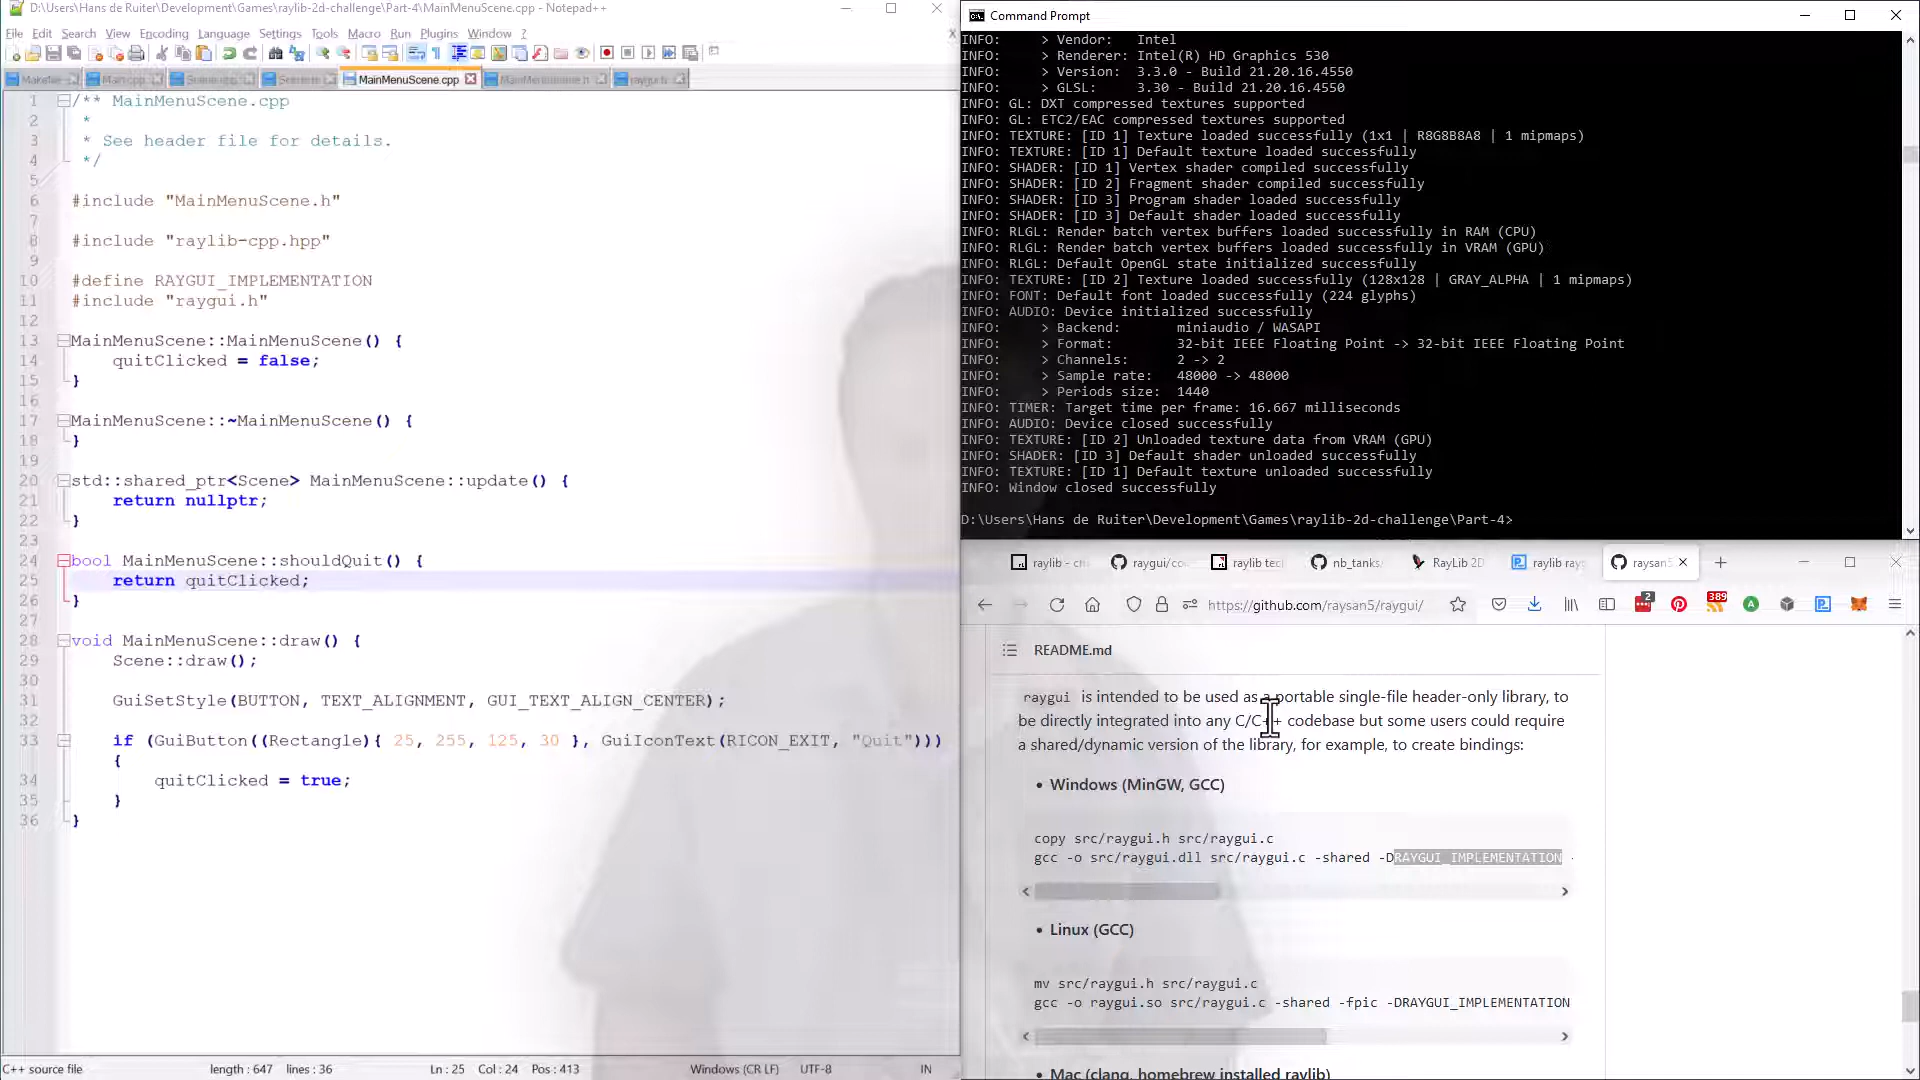 D:\Users\Hans de Ruiter\Development\Games\raylib-2d-challenge\Part-4\MainMenuScene.cpp - Notepad++
File Edit Search View Encoding Language Settings Tools Macro Run Plugins Window ?
MainMenuScene.cpp
1 /** MainMenuScene.cpp
2 *
3 * See header file for details.
4 */
5
6 #include "MainMenuScene.h"
7
8 #include "raylib-cpp.hpp"
9
10 #define RAYGUI_IMPLEMENTATION
11 #include "raygui.h"
12
13 MainMenuScene::MainMenuScene() {
14 quitClicked = false;
15 }
16
17 MainMenuScene::~MainMenuScene() {
18 }
19
20 std::shared_ptr<Scene> MainMenuScene::update() {
21 return nullptr;
22 }
23
24 bool MainMenuScene::shouldQuit() {
25 return quitClicked;
26 }
27
28 void MainMenuScene::draw() {
29 Scene::draw();
30
31 GuiSetStyle(BUTTON, TEXT_ALIGNMENT, GUI_TEXT_ALIGN_CENTER);
32
33 if (GuiButton((Rectangle){ 25, 255, 125, 30 }, GuiIconText(RICON_EXIT, "Quit")))
{
34 quitClicked = true;
35 }
36 }
C++ source file length : 647 lines : 36 Ln : 25 Col : 24 Pos : 413 Windows (CR LF) UTF-8 IN
Command Prompt
INFO: > Vendor: Intel
INFO: > Renderer: Intel(R) HD Graphics 530
INFO: > Version: 3.3.0 - Build 21.20.16.4550
INFO: > GLSL: 3.30 - Build 21.20.16.4550
INFO: GL: DXT compressed textures supported
INFO: GL: ETC2/EAC compressed textures supported
INFO: TEXTURE: [ID 1] Texture loaded successfully (1x1 | R8G8B8A8 | 1 mipmaps)
INFO: TEXTURE: [ID 1] Default texture loaded successfully
INFO: SHADER: [ID 1] Vertex shader compiled successfully
INFO: SHADER: [ID 2] Fragment shader compiled successfully
INFO: SHADER: [ID 3] Program shader loaded successfully
INFO: SHADER: [ID 3] Default shader loaded successfully
INFO: RLGL: Render batch vertex buffers loaded successfully in RAM (CPU)
INFO: RLGL: Render batch vertex buffers loaded successfully in VRAM (GPU)
INFO: RLGL: Default OpenGL state initialized successfully
INFO: TEXTURE: [ID 2] Texture loaded successfully (128x128 | GRAY_ALPHA | 1 mipmaps)
INFO: FONT: Default font loaded successfully (224 glyphs)
INFO: AUDIO: Device initialized successfully
INFO: > Backend: miniaudio / WASAPI
INFO: > Format: 32-bit IEEE Floating Point -> 32-bit IEEE Floating Point
INFO: > Channels: 2 -> 2
INFO: > Sample rate: 48000 -> 48000
INFO: > Periods size: 1440
INFO: TIMER: Target time per frame: 16.667 milliseconds
INFO: AUDIO: Device closed successfully
INFO: TEXTURE: [ID 2] Unloaded texture data from VRAM (GPU)
INFO: SHADER: [ID 3] Default shader unloaded successfully
INFO: TEXTURE: [ID 1] Default texture unloaded successfully
INFO: Window closed successfully
D:\Users\Hans de Ruiter\Development\Games\raylib-2d-challenge\Part-4>
raylib - ch raygui/co raylib tec nb_tanks/ RayLib 2D raylib rays raysan5
https://github.com/raysan5/raygui/ 2 389
README.md
raygui is intended to be used as a portable single-file header-only library, to
be directly integrated into any C/C++ codebase but some users could require
a shared/dynamic version of the library, for example, to create bindings:
• Windows (MinGW, GCC)
copy src/raygui.h src/raygui.c
gcc -o src/raygui.dll src/raygui.c -shared -DRAYGUI_IMPLEMENTATION -
• Linux (GCC)
mv src/raygui.h src/raygui.c
gcc -o raygui.so src/raygui.c -shared -fpic -DRAYGUI_IMPLEMENTATION
• Mac (clang, homebrew installed raylib)